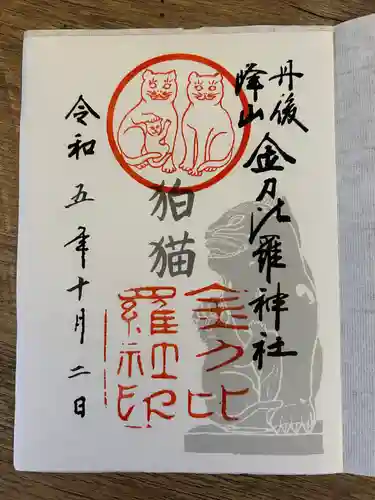 丹後
峰山
金刀比羅神社
狛猫
金刀比
羅社印
令和五年十月二日